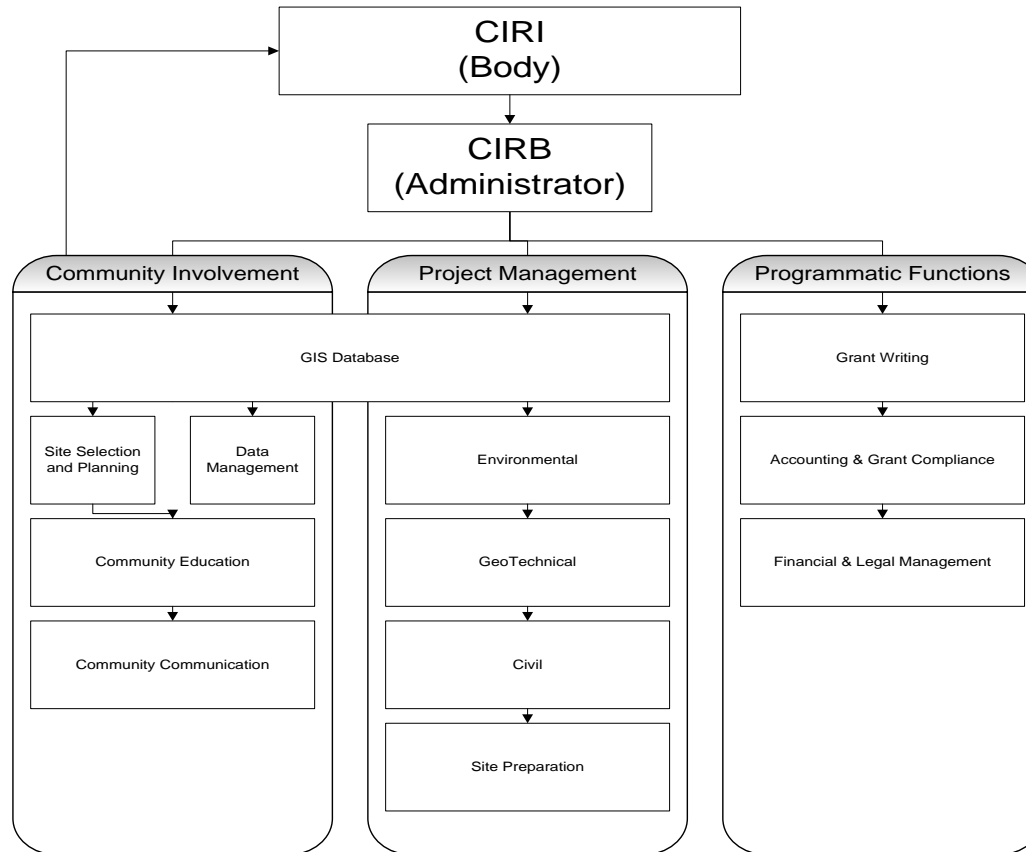 CIRI
(Body)
CIRB
(Administrator)
Community Involvement
Project Management
Programmatic Functions
GIS Database
Grant Writing
Site Selection
and Planning
Data
Management
Environmental
Accounting & Grant Compliance
Community Education
GeoTechnical
Financial & Legal Management
Community Communication
Civil
Site Preparation